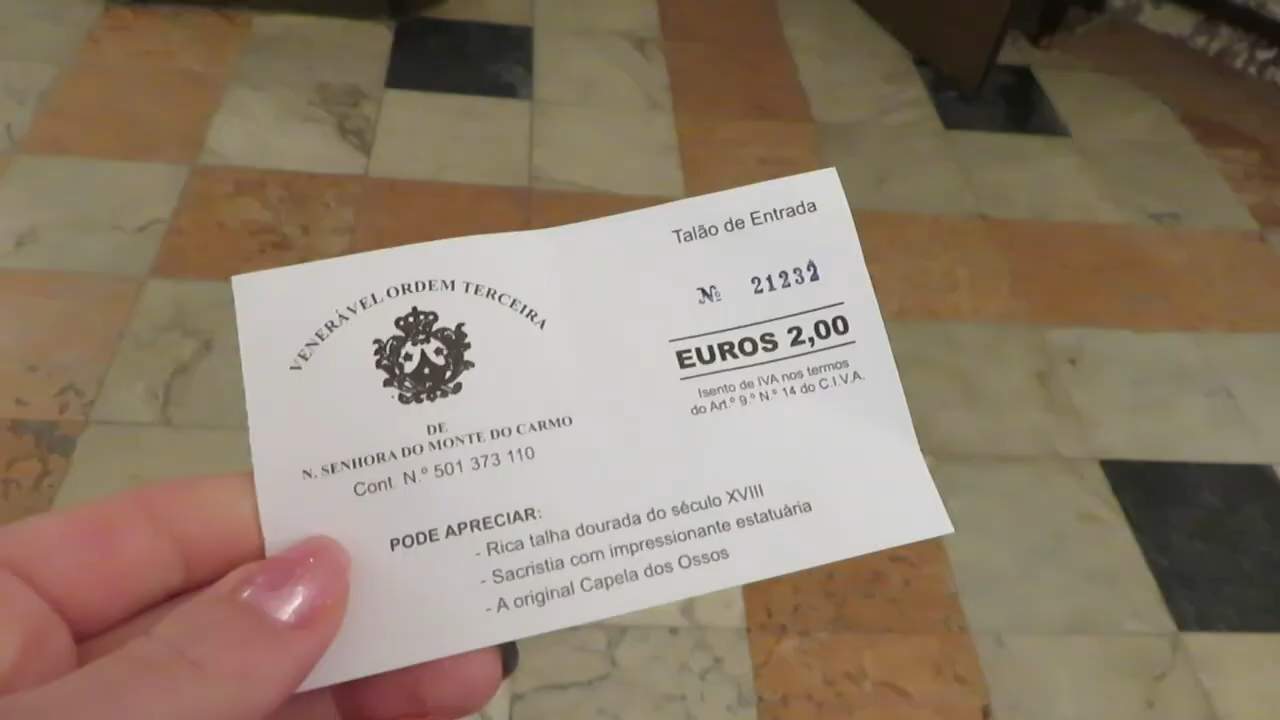 VENERÁVEL ORDEM TERCEIRA
DE
N. SENHORA DO MONTE DO CARMO
Cont. N.º 501 373 110
Talão de Entrada
Nº 21232
EUROS 2,00
Isento de IVA nos termos
do Art.º 9.º N.º 14 do C.I.V.A.
PODE APRECIAR:
- Rica talha dourada do século XVIII
- Sacristia com impressionante estatuária
- A original Capela dos Ossos